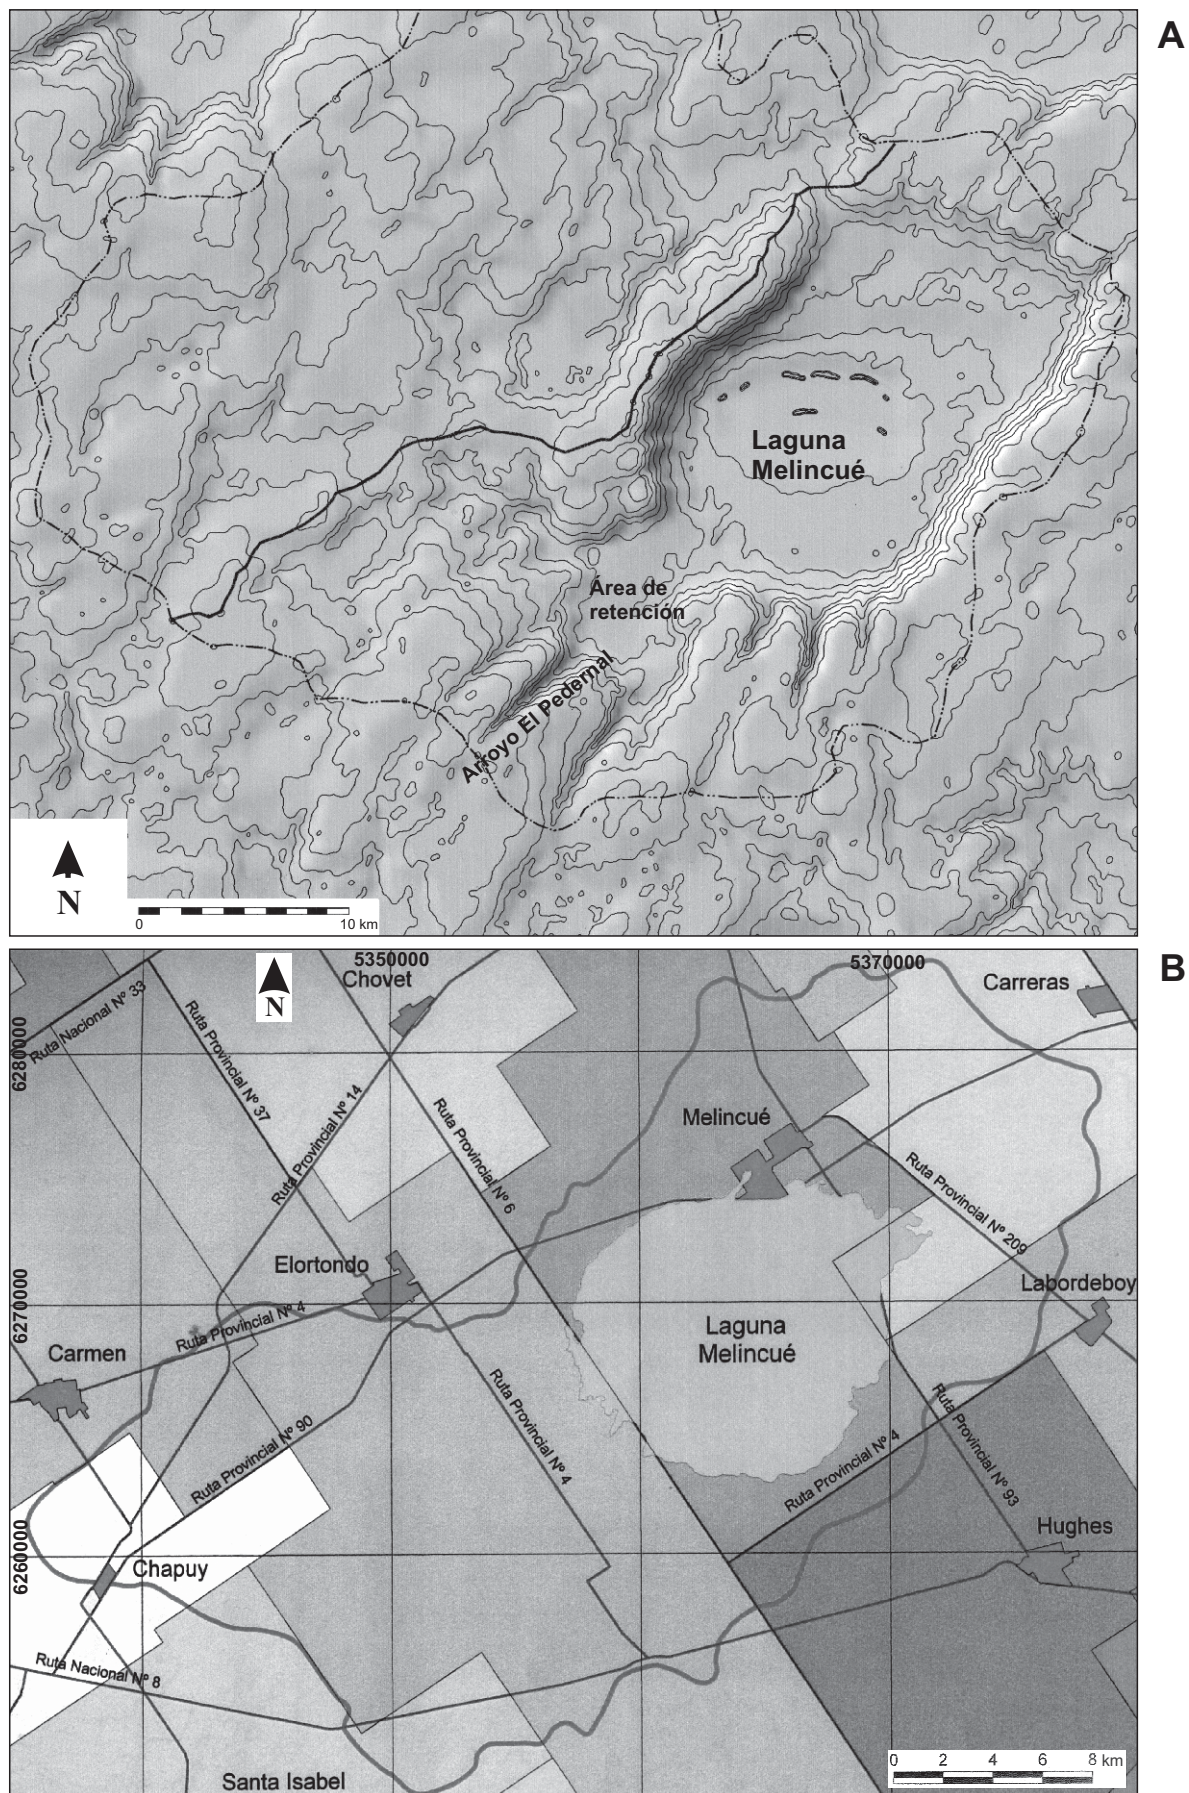 A
Laguna
Melincué
Área de
retención
Arroyo El Pedernal
N
0 10 km
B
N
5350000
5370000
Chovet
Carreras
Ruta Nacional Nº 33
Ruta Provincial Nº 37
6280000
Ruta Provincial Nº 14
Ruta Provincial Nº 6
Melincué
Ruta Provincial Nº 209
Elortondo
Labordeboy
6270000
Ruta Provincial Nº 4
Laguna
Melincué
Carmen
Ruta Provincial Nº 4
Ruta Provincial Nº 90
Ruta Provincial Nº 4
Ruta Provincial Nº 93
Hughes
6260000
Chapuy
Ruta Nacional Nº 8
0 2 4 6 8 km
Santa Isabel